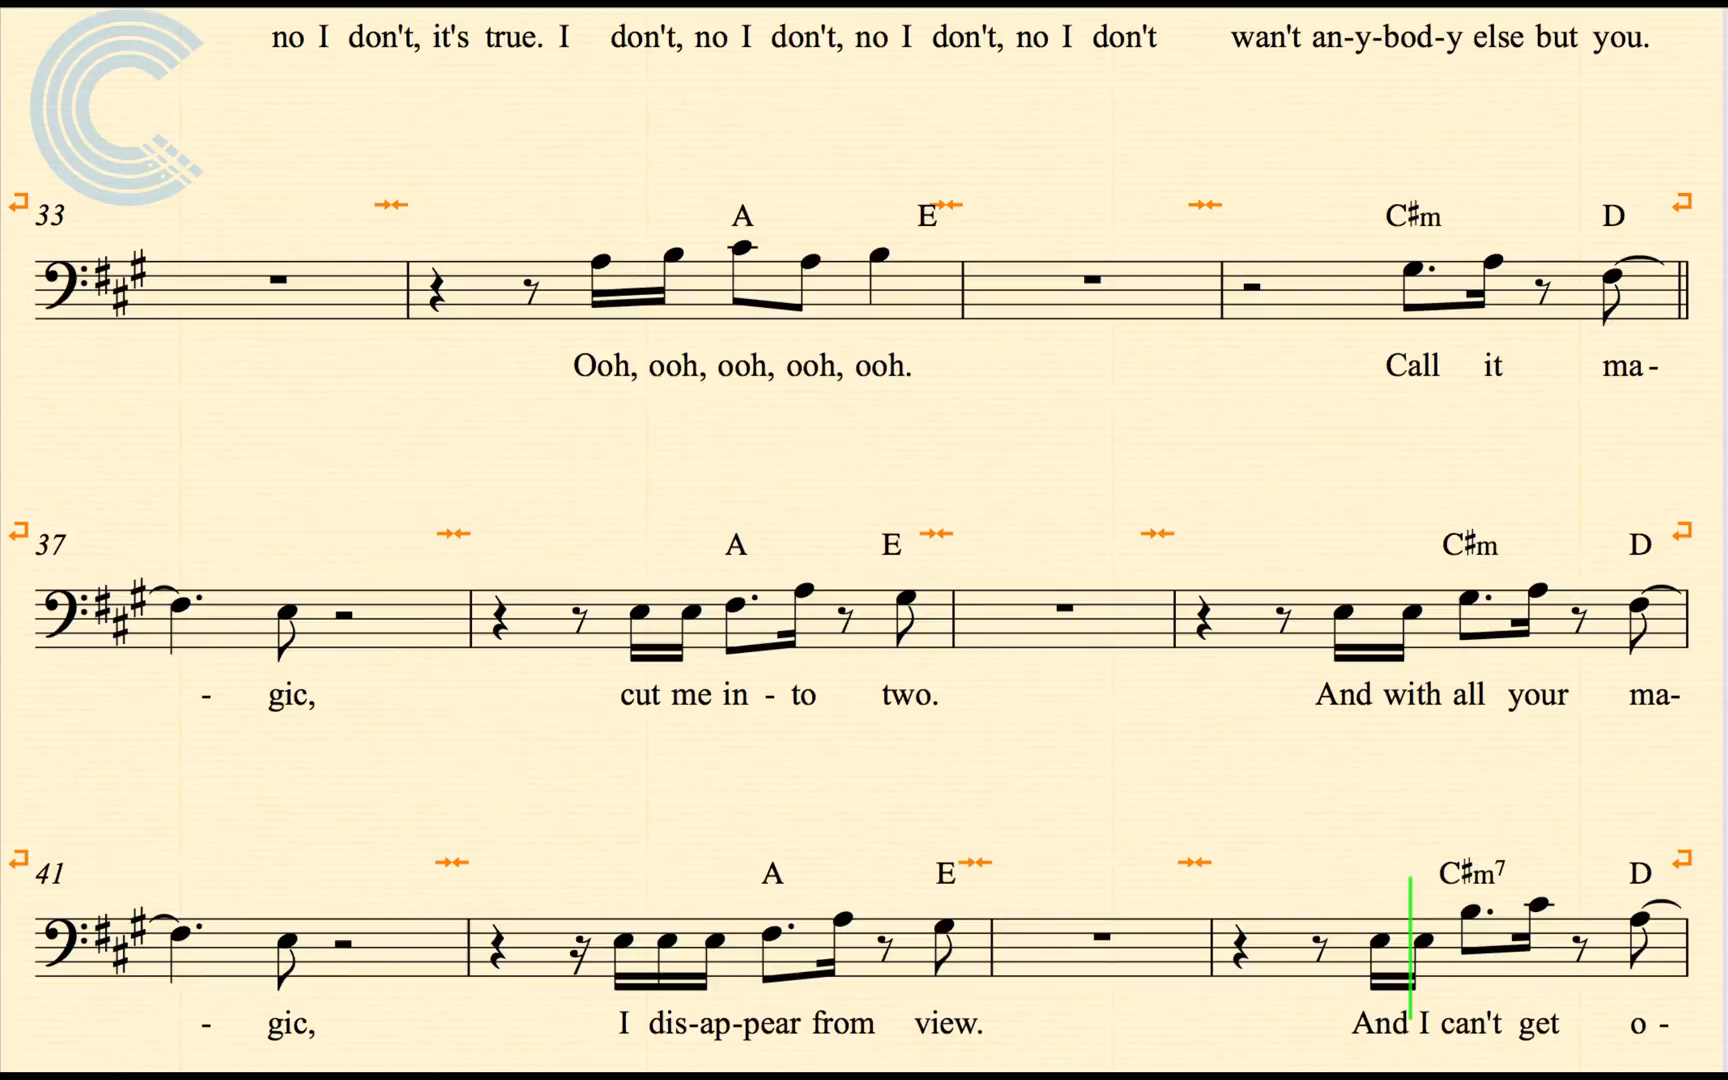 no I don't, it's true. I don't, no I don't, no I don't, no I don't wan't an-y-bod-y else but you.
33 A E C♯m D
Ooh, ooh, ooh, ooh, ooh. Call it ma-
37 A E C♯m D
- gic, cut me in - to two. And with all your ma-
41 A E C♯m7 D
- gic, I dis-ap-pear from view. And I can't get o -